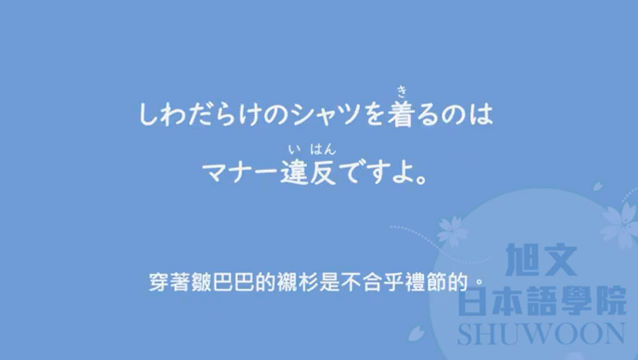 しわだらけのシャツを着るのは
き
マナー違反ですよ。
い はん
穿著皺巴巴的襯衫是不合乎禮節的。
旭文
日本語學院
SHUWOON